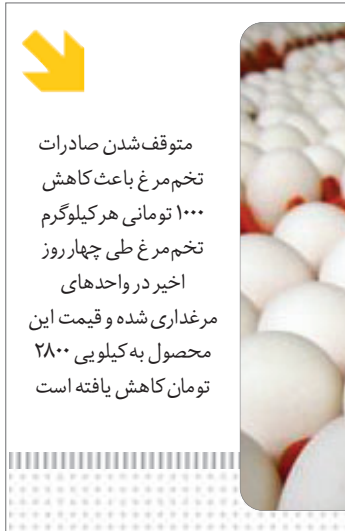 متوقف‌شدن صادرات
تخم‌مرغ باعث کاهش
۱۰۰۰ تومانی هر کیلوگرم
تخم‌مرغ طی چهار روز
اخیر در واحدهای
مرغداری شده و قیمت این
محصول به کیلویی ۲۸۰۰
تومان کاهش یافته است